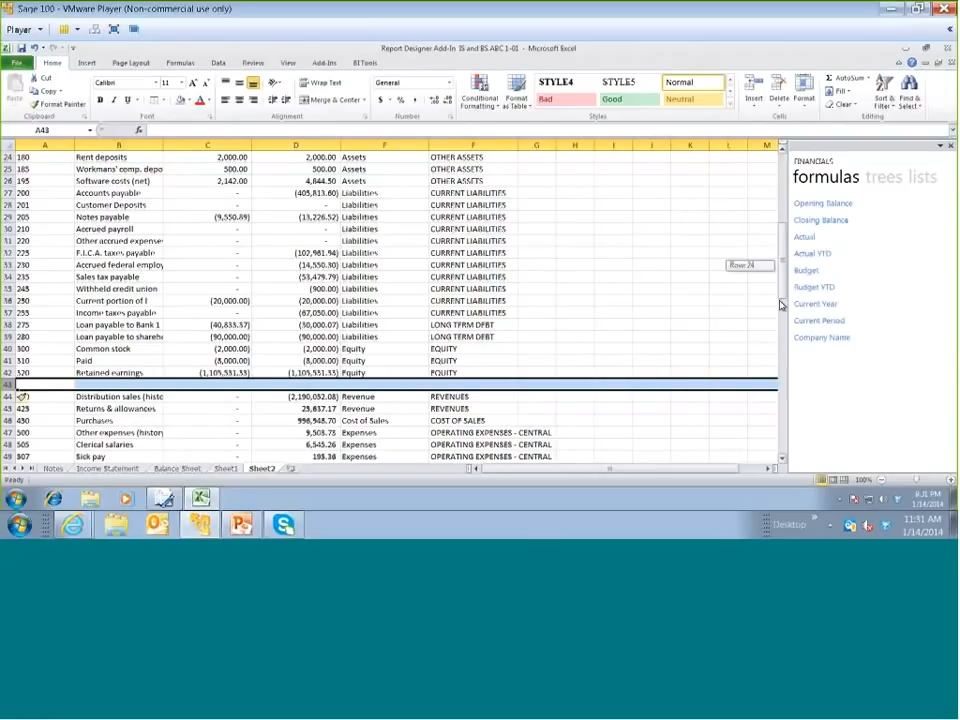 Sage 100 - VMware Player (Non-commercial use only)
Player
Report Designer Add-In IS and BS ABC 1-01 - Microsoft Excel
File Home Insert Page Layout Formulas Data Review View Add-Ins BI Tools
Cut
Copy
Format Painter
Paste
Clipboard
Calibri 11
B I U
Font
Wrap Text
Merge & Center
Alignment
General
$ % ,
Number
Conditional Formatting
Format as Table
STYLE4 STYLE5 Normal
Bad Good Neutral
Styles
Insert Delete Format
Cells
AutoSum
Fill
Clear
Sort & Filter
Find & Select
Editing
A43 fx
A B C D E F G H I J K L M
24 180 Rent deposits 2,000.00 2,000.00 Assets OTHER ASSETS
25 185 Workmans' comp. depo 500.00 500.00 Assets OTHER ASSETS
26 195 Software costs (net) 2,142.00 4,844.50 Assets OTHER ASSETS
27 200 Accounts payable - (405,813.60) Liabilities CURRENT LIABILITIES
28 201 Customer Deposits - - Liabilities CURRENT LIABILITIES
29 205 Notes payable (9,550.89) (13,226.52) Liabilities CURRENT LIABILITIES
30 210 Accrued payroll - - Liabilities CURRENT LIABILITIES
31 220 Other accrued expense - - Liabilities CURRENT LIABILITIES
32 225 F.I.C.A. taxes payable - (102,961.94) Liabilities CURRENT LIABILITIES
33 230 Accrued federal employ - (14,550.30) Liabilities CURRENT LIABILITIES
34 235 Sales tax payable - (53,479.79) Liabilities CURRENT LIABILITIES
35 245 Withheld credit union - (900.00) Liabilities CURRENT LIABILITIES
36 250 Current portion of l (20,000.00) (20,000.00) Liabilities CURRENT LIABILITIES
37 255 Income taxes payable - (67,050.00) Liabilities CURRENT LIABILITIES
38 275 Loan payable to Bank 1 (40,833.37) (30,000.07) Liabilities LONG TERM DEBT
39 280 Loan payable to shareh (90,000.00) (90,000.00) Liabilities LONG TERM DEBT
40 300 Common stock (2,000.00) (2,000.00) Equity EQUITY
41 310 Paid (8,000.00) (8,000.00) Equity EQUITY
42 320 Retained earnings (1,105,531.33) (1,105,531.33) Equity EQUITY
43
44 Distribution sales (histo - (2,190,052.08) Revenue REVENUES
45 425 Returns & allowances - 25,637.17 Revenue REVENUES
46 450 Purchases - 996,948.70 Cost of Sales COST OF SALES
47 500 Other expenses (histor - 9,503.73 Expenses OPERATING EXPENSES - CENTRAL
48 505 Clerical salaries - 6,545.26 Expenses OPERATING EXPENSES - CENTRAL
49 507 Sick pay - 193.36 Expenses OPERATING EXPENSES - CENTRAL
Row: 24
FINANCIALS
formulas trees lists
Opening Balance
Closing Balance
Actual
Actual YTD
Budget
Budget YTD
Current Year
Current Period
Company Name
Notes Income Statement Balance Sheet Sheet1 Sheet2
Ready
100%
8:31 PM
1/14/2014
Desktop
11:31 AM
1/14/2014